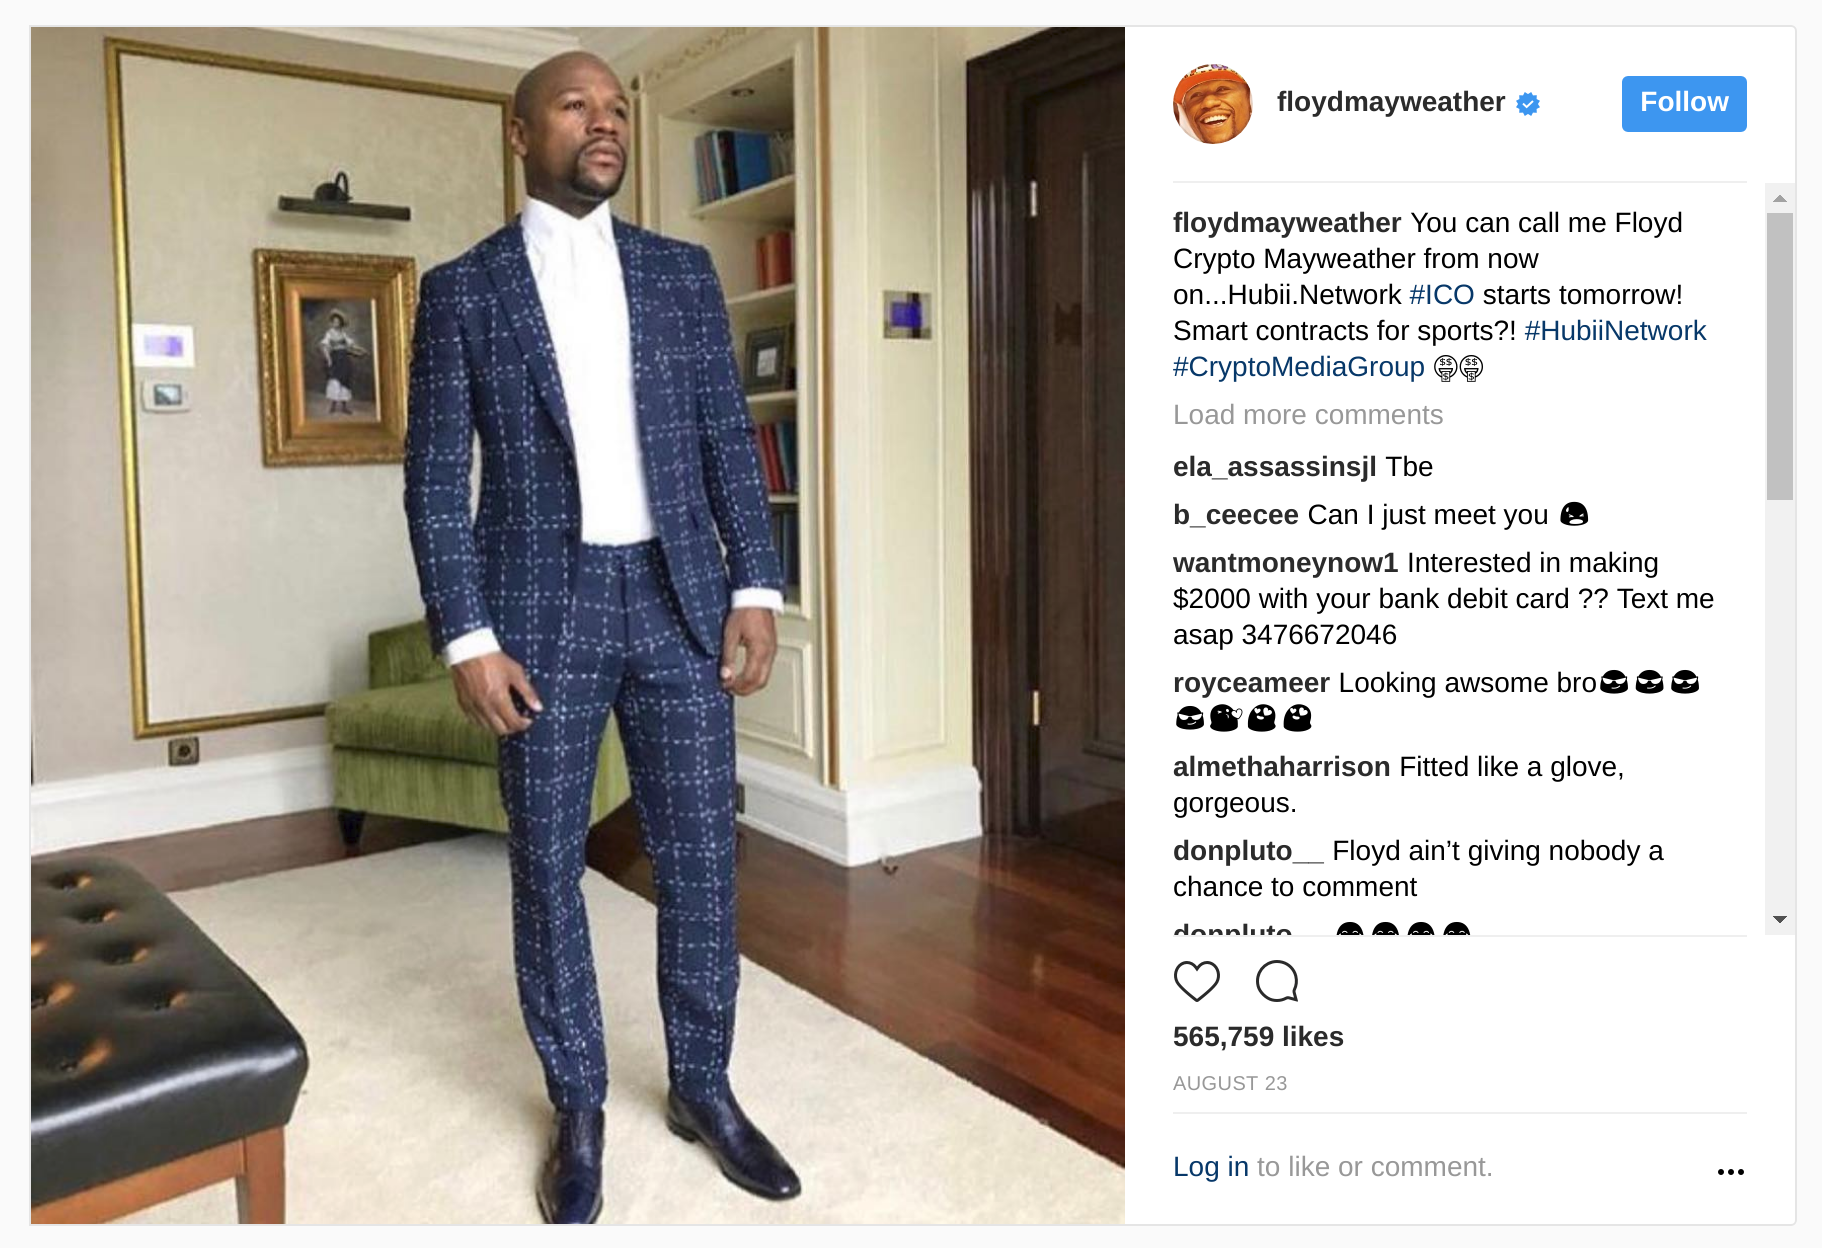 floydmayweather
Follow
floydmayweather You can call me Floyd
Crypto Mayweather from now
on...Hubii.Network #ICO starts tomorrow!
Smart contracts for sports?! #HubiiNetwork
#CryptoMediaGroup 🤑🤑
Load more comments
ela_assassinsjl Tbe
b_ceecee Can I just meet you 😭
wantmoneynow1 Interested in making
$2000 with your bank debit card ?? Text me
asap 3476672046
royceameer Looking awsome bro😎😎😎
😎😘😍😍
almethaharrison Fitted like a glove,
gorgeous.
donpluto__ Floyd ain’t giving nobody a
chance to comment
donpluto__
565,759 likes
AUGUST 23
Log in to like or comment.